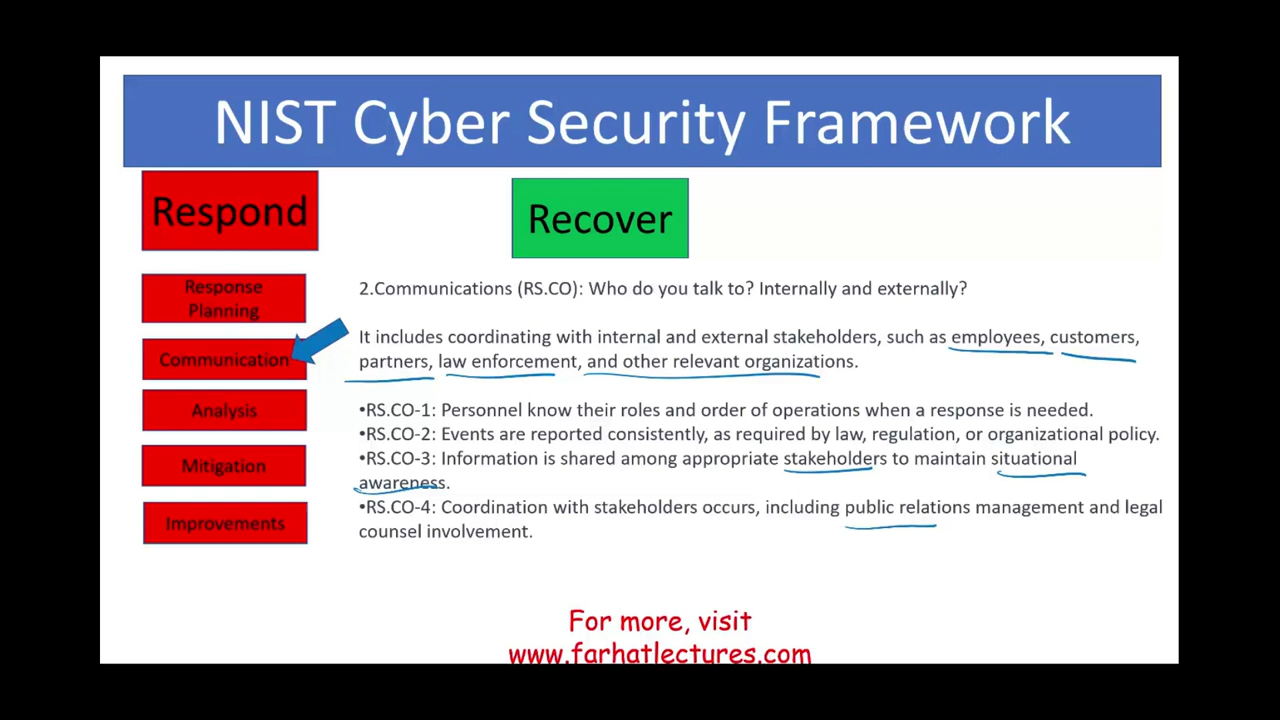 NIST Cyber Security Framework
Respond
Recover
Response
Planning
Communication
Analysis
Mitigation
Improvements
2.Communications (RS.CO): Who do you talk to? Internally and externally?
It includes coordinating with internal and external stakeholders, such as employees, customers,
partners, law enforcement, and other relevant organizations.
•RS.CO-1: Personnel know their roles and order of operations when a response is needed.
•RS.CO-2: Events are reported consistently, as required by law, regulation, or organizational policy.
•RS.CO-3: Information is shared among appropriate stakeholders to maintain situational
awareness.
•RS.CO-4: Coordination with stakeholders occurs, including public relations management and legal
counsel involvement.
For more, visit
www.farhatlectures.com